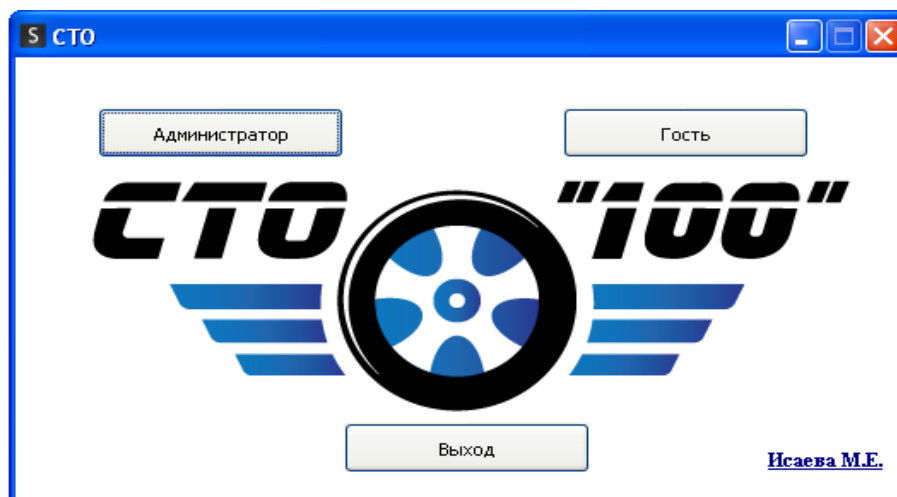 S СТО
Администратор
Гость
СТО "100"
Выход
Исаева М.Е.